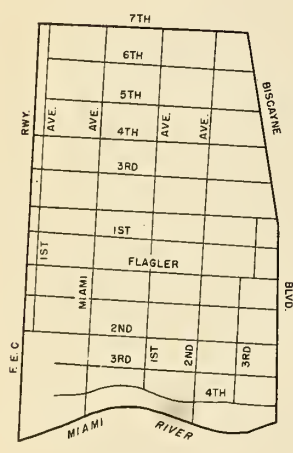 7TH
6TH
5TH
AVE.
AVE.
4TH
AVE.
AVE.
RWY.
BISCAYNE
3RD
1ST
FLAGLER
1ST
MIAMI
BLVD.
2ND
3RD
1ST
2ND
3RD
F. E. C
4TH
MIAMI RIVER